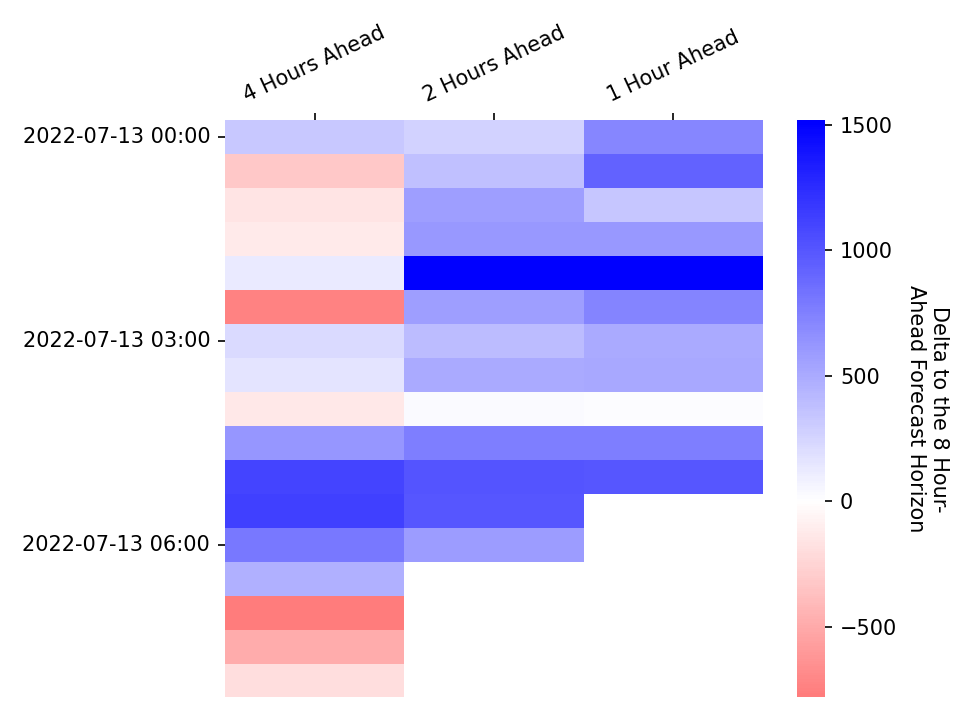 4 Hours Ahead
2 Hours Ahead
1 Hour Ahead
2022-07-13 00:00
2022-07-13 03:00
2022-07-13 06:00
1500
1000
500
0
−500
Delta to the 8 Hour-
Ahead Forecast Horizon